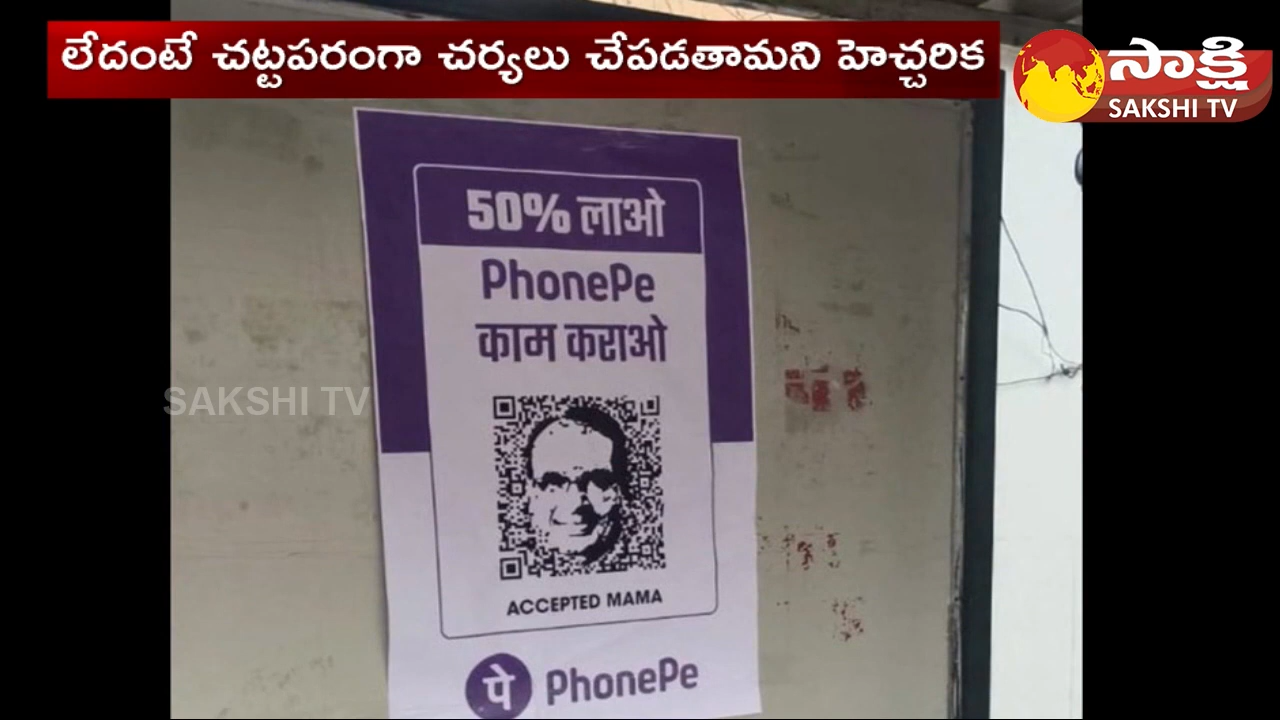 లేదంటే చట్టపరంగా చర్యలు చేపడతామని హెచ్చరిక
సాక్షి
SAKSHI TV
50% लाओ
PhonePe
काम कराओ
SAKSHI TV
ACCEPTED MAMA
पे PhonePe